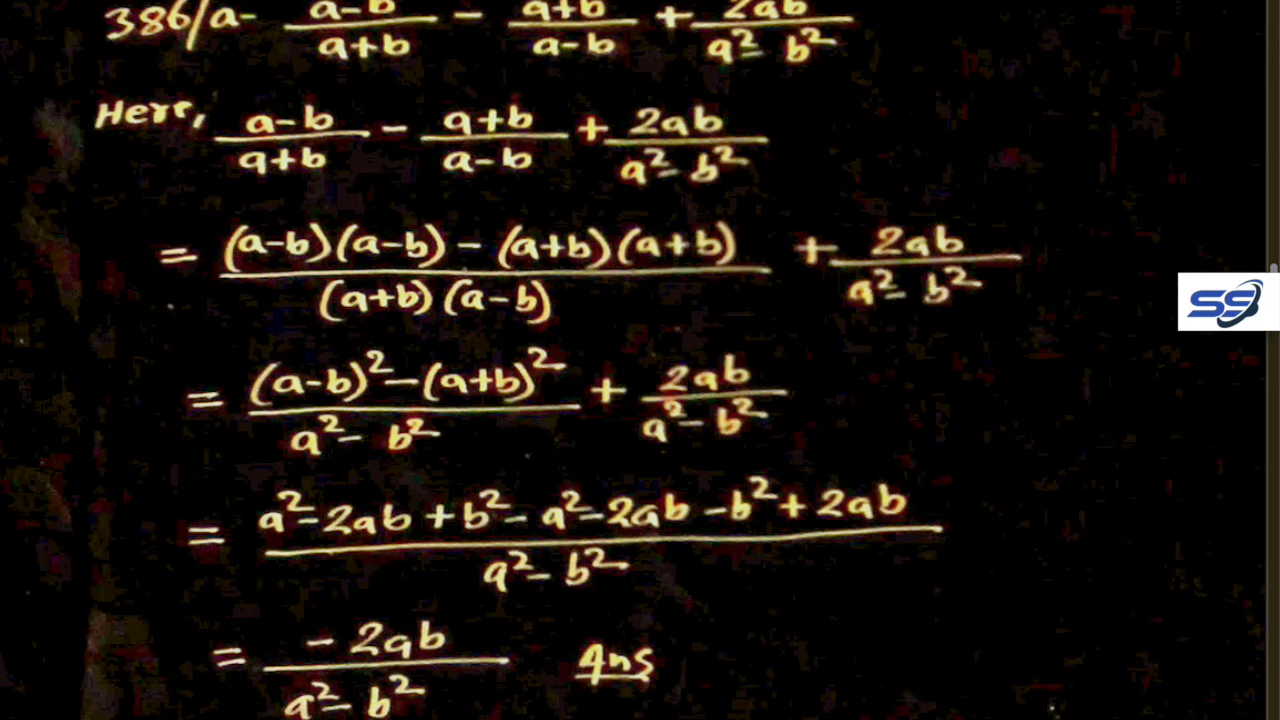 386/a- (a-b)/(a+b) - (a+b)/(a-b) + 2ab/(a²- b²)
Here, (a-b)/(a+b) - (a+b)/(a-b) + 2ab/(a²- b²)
= ((a-b)(a-b) - (a+b)(a+b))/((a+b)(a-b)) + 2ab/(a²- b²)
= ((a-b)²-(a+b)²)/(a²- b²) + 2ab/(a²- b²)
= (a²-2ab+b²- a²-2ab-b²+2ab)/(a²- b²)
= -2ab/(a²- b²) Ans
SS